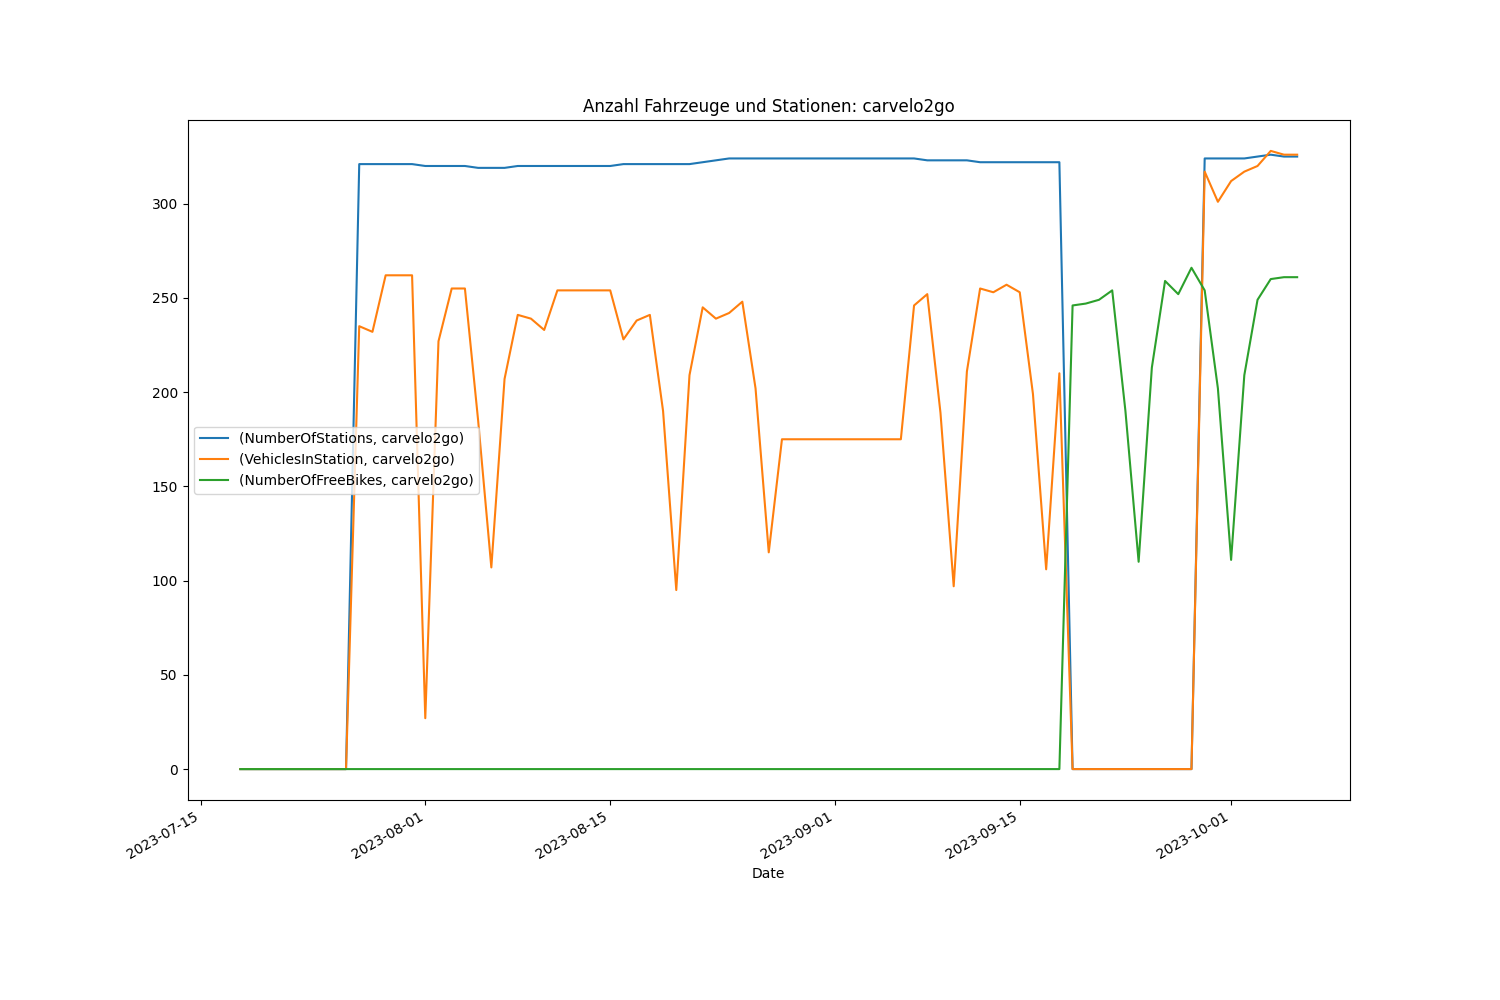 Anzahl Fahrzeuge und Stationen: carvelo2go
300
250
200
150
100
50
0
(NumberOfStations, carvelo2go)
(VehiclesInStation, carvelo2go)
(NumberOfFreeBikes, carvelo2go)
2023-07-15
2023-08-01
2023-08-15
2023-09-01
2023-09-15
2023-10-01
Date